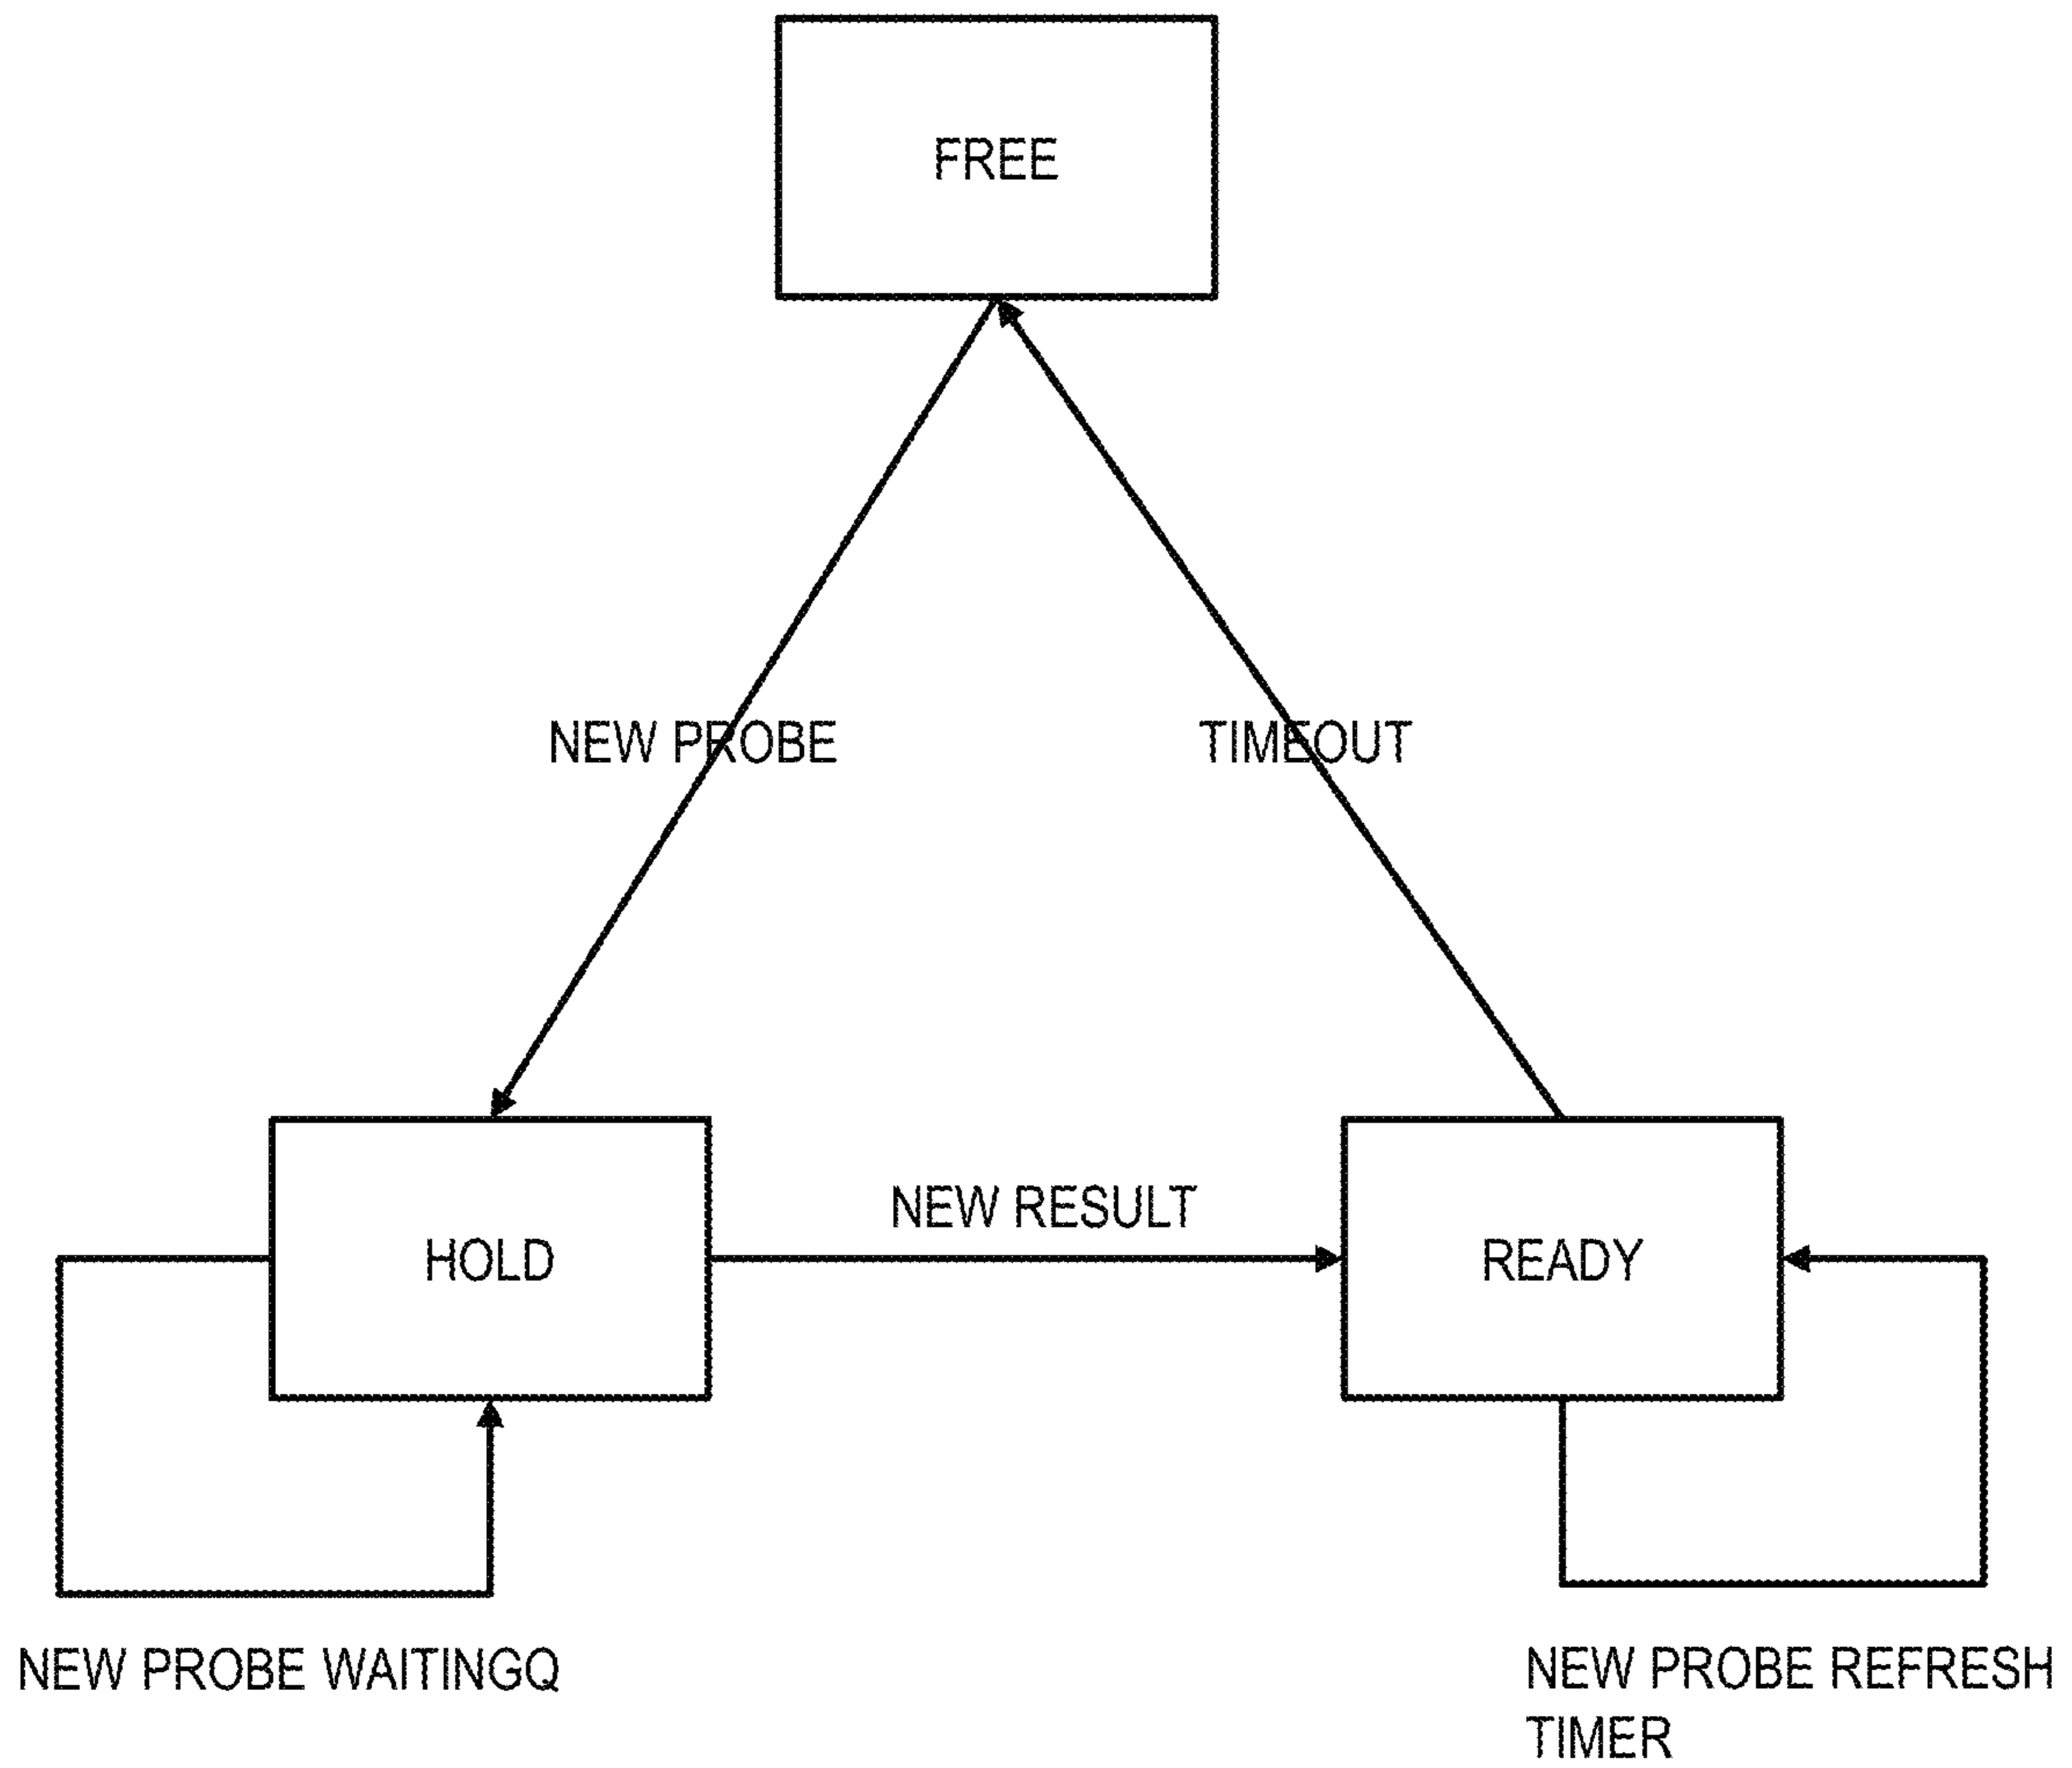 FREE
NEW PROBE
TIMEOUT
NEW RESULT
HOLD
READY
NEW PROBE WAITINGQ
NEW PROBE REFRESH
TIMER